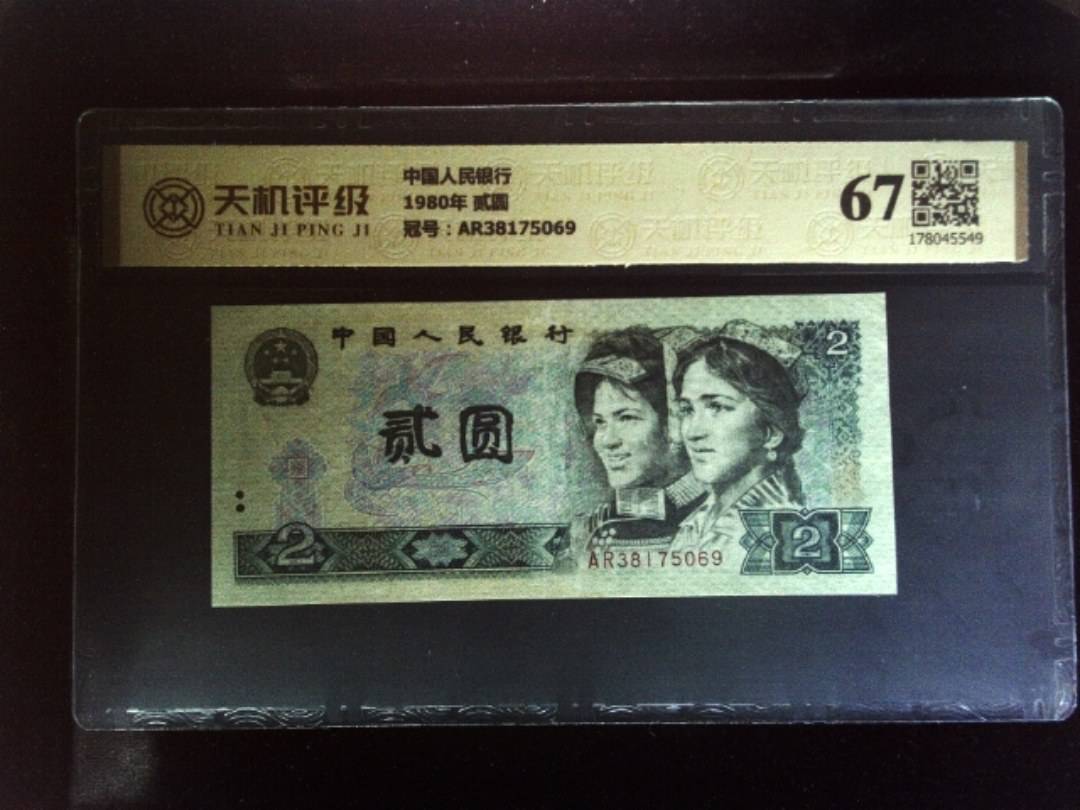 天机评级
TIAN JI PING JI
中国人民银行
1980年 贰圆
冠号：AR38175069
67
178045549
中国人民银行
2
贰圆
2
AR38175069
2